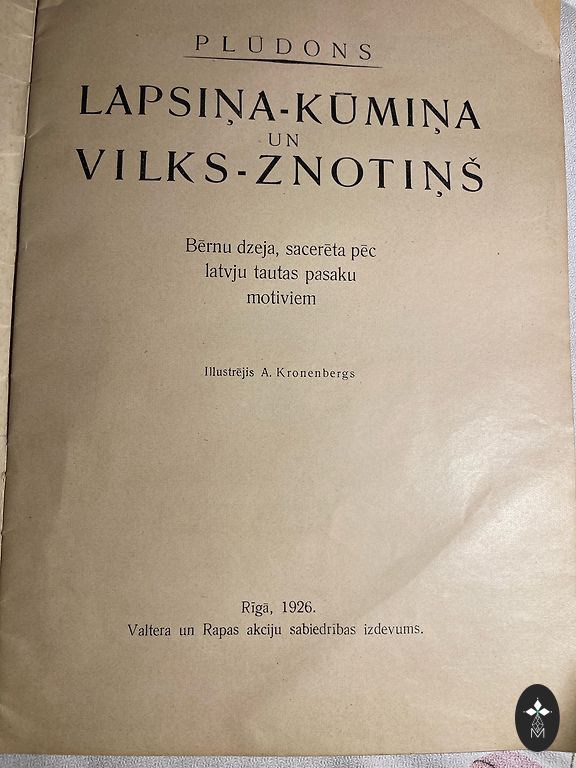 PLŪDONS
LAPSIŅA-KŪMIŅA
UN
VILKS-ZNOTIŅŠ
Bērnu dzeja, sacerēta pēc
latvju tautas pasaku
motiviem
Illustrējis A. Kronenbergs
Rīgā, 1926.
Valtera un Rapas akciju sabiedrības izdevums.
M